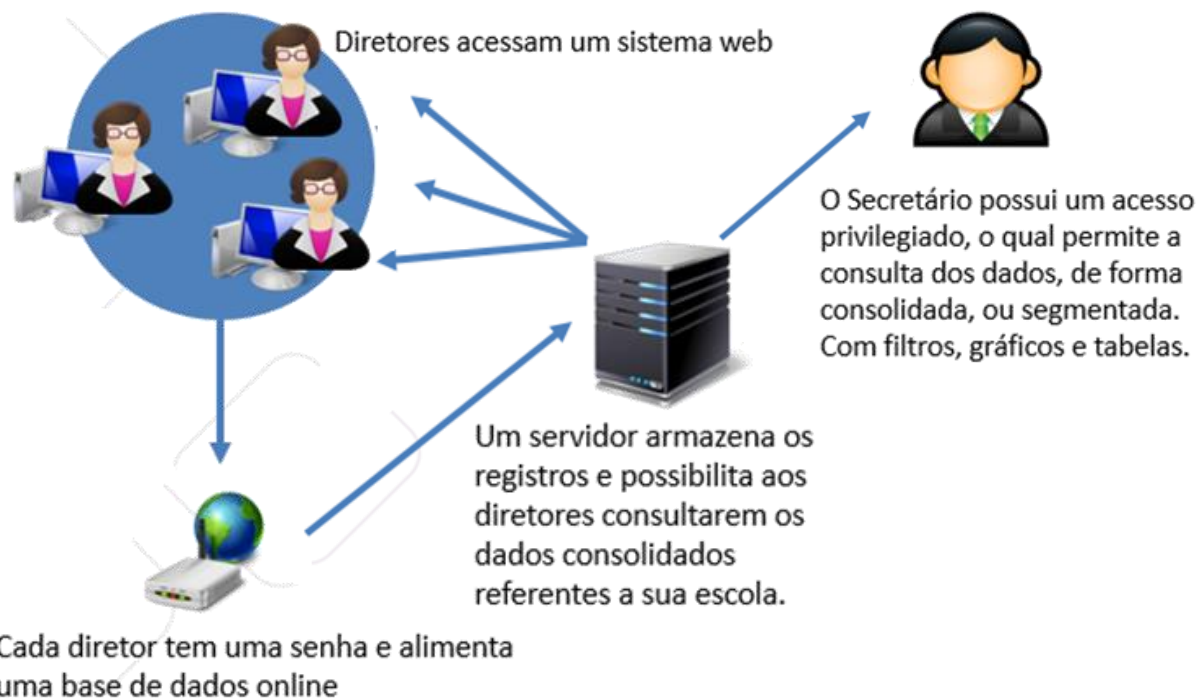 Diretores acessam um sistema web
O Secretário possui um acesso
privilegiado, o qual permite a
consulta dos dados, de forma
consolidada, ou segmentada.
Com filtros, gráficos e tabelas.
Um servidor armazena os
registros e possibilita aos
diretores consultarem os
dados consolidados
referentes a sua escola.
Cada diretor tem uma senha e alimenta
uma base de dados online